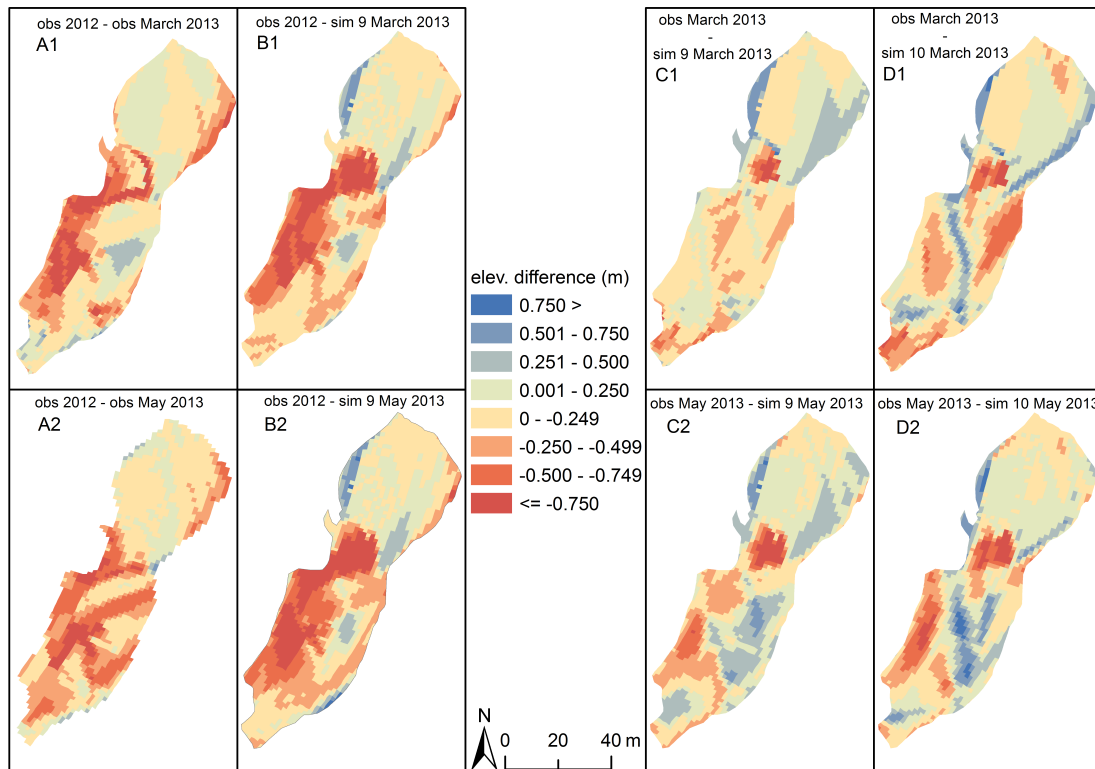 obs 2012 - obs March 2013
A1
obs 2012 - sim 9 March 2013
B1
obs March 2013
-
sim 9 March 2013
C1
obs March 2013
-
sim 10 March 2013
D1
elev. difference (m)
0.750 >
0.501 - 0.750
0.251 - 0.500
0.001 - 0.250
0 - -0.249
-0.250 - -0.499
-0.500 - -0.749
<= -0.750
obs 2012 - obs May 2013
A2
obs 2012 - sim 9 May 2013
B2
obs May 2013 - sim 9 May 2013
C2
obs May 2013 - sim 10 May 2013
D2
N
0 20 40 m